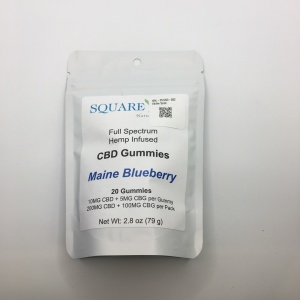 SQUARE
Full Spectrum
Hemp Infused
CBD Gummies
Maine Blueberry
20 Gummies
10MG CBD + 5MG CBG per Gummy
200MG CBD + 100MG CBG per Pack
Net Wt: 2.8 oz (79 g)